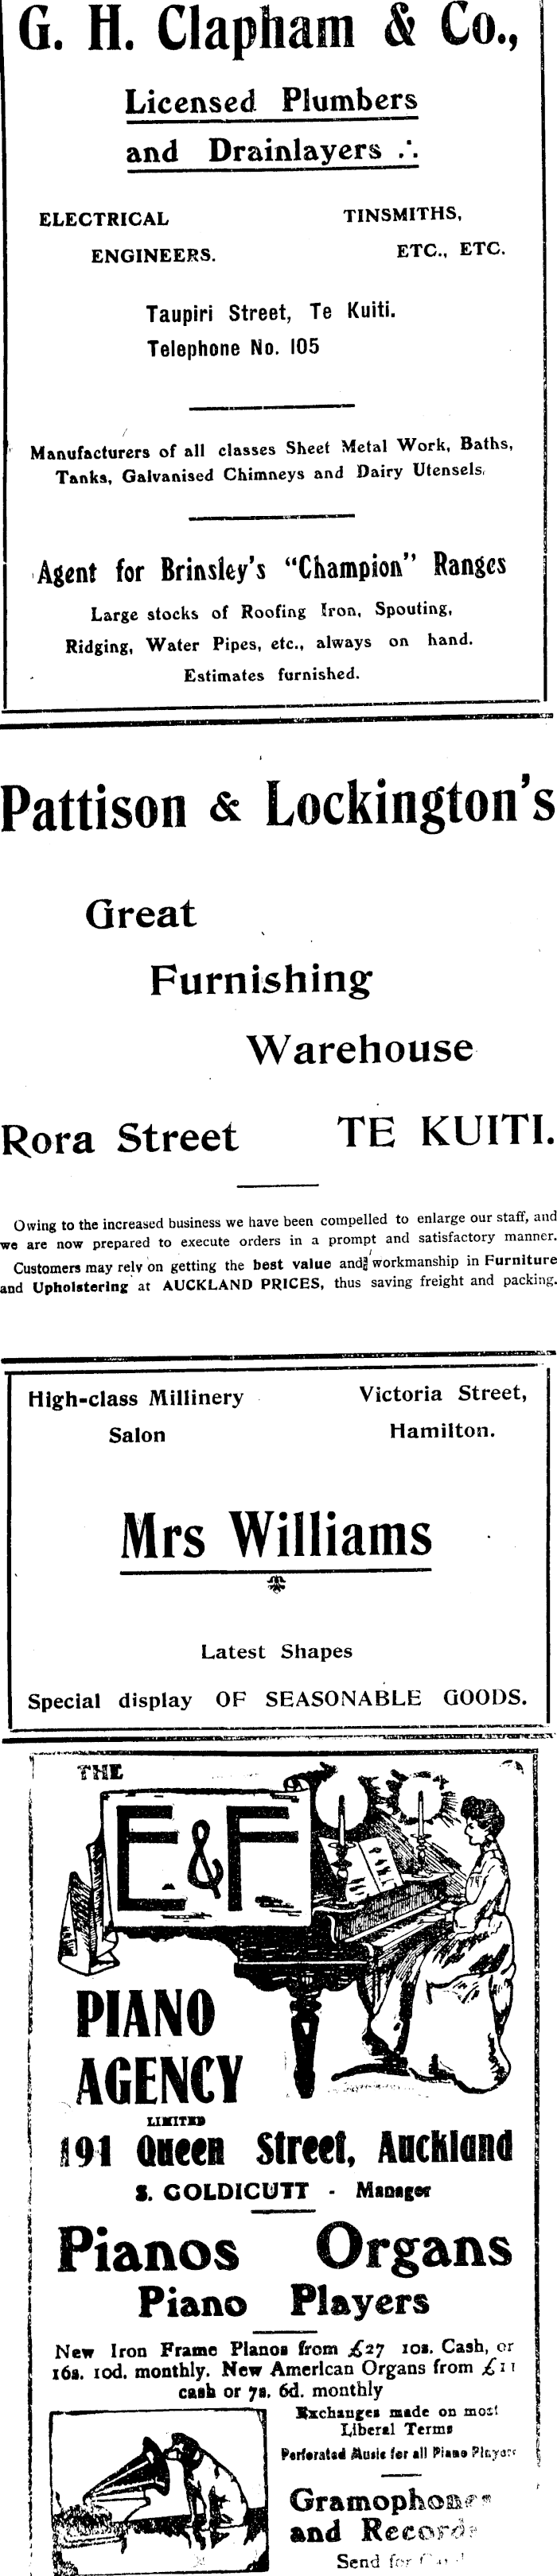 G. H. Clapham & Co.,
Licensed Plumbers
and Drainlayers ∴
ELECTRICAL
ENGINEERS.
TINSMITHS,
ETC., ETC.
Taupiri Street, Te Kuiti.
Telephone No. 105
Manufacturers of all classes Sheet Metal Work, Baths,
Tanks, Galvanised Chimneys and Dairy Utensels.
Agent for Brinsley's "Champion" Ranges
Large stocks of Roofing Iron, Spouting,
Ridging, Water Pipes, etc., always on hand.
Estimates furnished.
Pattison & Lockington's
Great
Furnishing
Warehouse
Rora Street TE KUITI.
Owing to the increased business we have been compelled to enlarge our staff, and
we are now prepared to execute orders in a prompt and satisfactory manner.
Customers may rely on getting the best value and workmanship in Furniture
and Upholstering at AUCKLAND PRICES, thus saving freight and packing.
High-class Millinery
Salon
Victoria Street,
Hamilton.
Mrs Williams
Latest Shapes
Special display OF SEASONABLE GOODS.
THE
E & F
PIANO
AGENCY
LIMITED
191 Queen Street, Auckland
S. GOLDICUTT - Manager
Pianos Organs
Piano Players
New Iron Frame Pianos from £27 10s. Cash, or
16s. 10d. monthly. New American Organs from £11
cash or 7s. 6d. monthly
Exchanges made on most
Liberal Terms
Perforated Music for all Piano Players
Gramophones
and Records
Send for